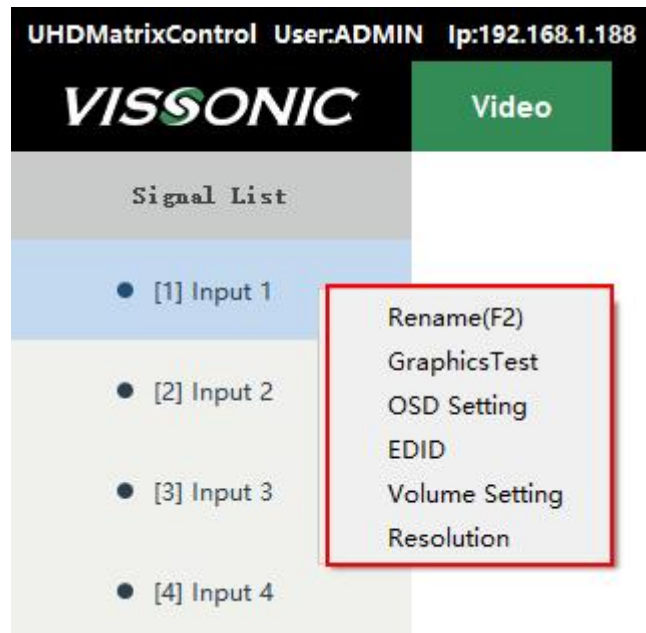 UHDMatrixControl User:ADMIN Ip:192.168.1.188
VISSONIC
Video
Signal List
[1] Input 1
[2] Input 2
[3] Input 3
[4] Input 4
Rename(F2)
GraphicsTest
OSD Setting
EDID
Volume Setting
Resolution